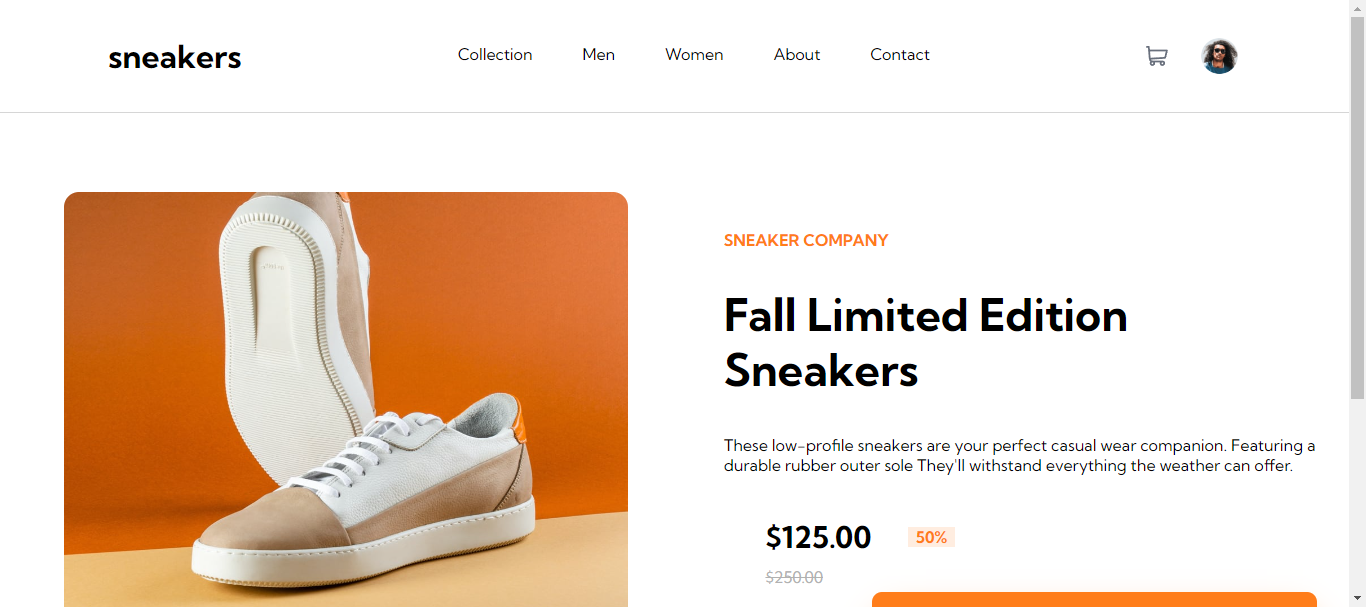 sneakers
Collection Men Women About Contact
SNEAKER COMPANY
Fall Limited Edition
Sneakers
These low-profile sneakers are your perfect casual wear companion. Featuring a
durable rubber outer sole They'll withstand everything the weather can offer.
$125.00 50%
$250.00